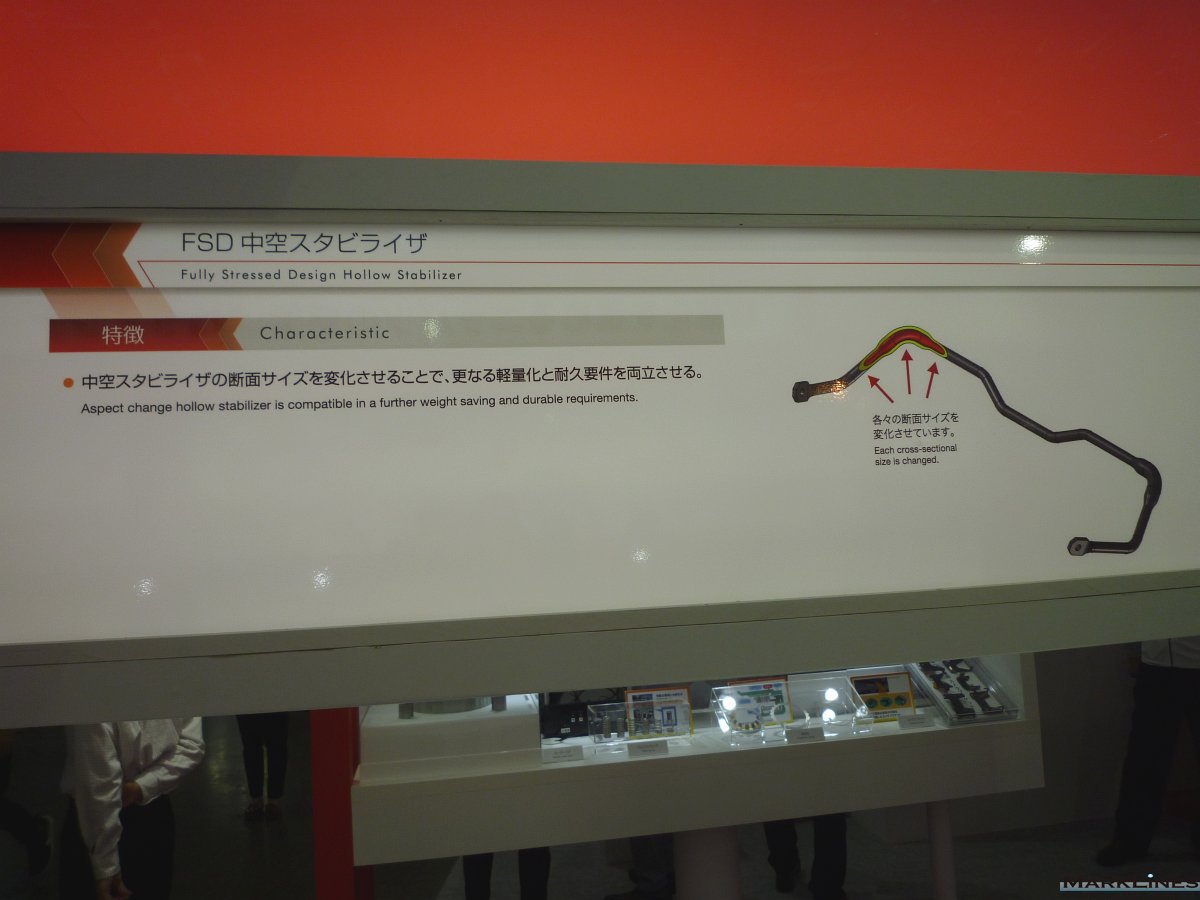 FSD 中空スタビライザ
Fully Stressed Design Hollow Stabilizer
特徴
Characteristic
● 中空スタビライザの断面サイズを変化させることで、更なる軽量化と耐久要件を両立させる。
Aspect change hollow stabilizer is compatible in a further weight saving and durable requirements.
各々の断面サイズを
変化させています。
Each cross-sectional
size is changed.
MARKLINES